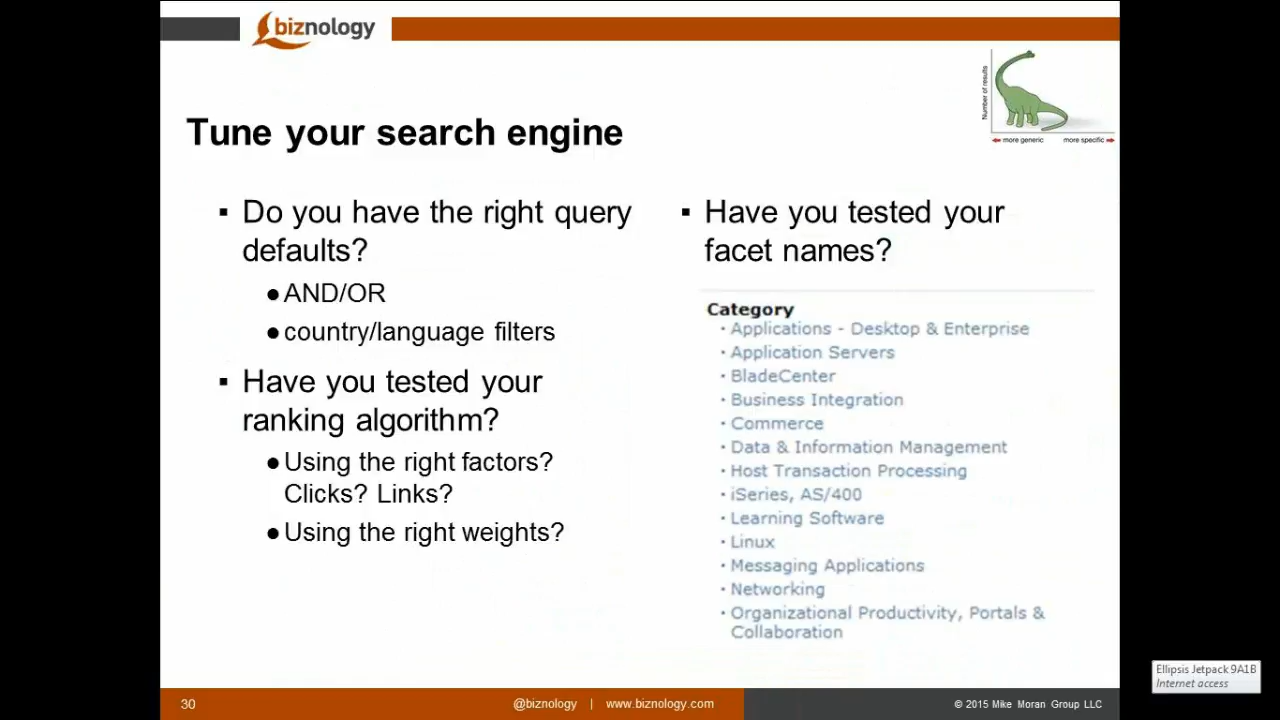 biznology
Number of results
more generic more specific
Tune your search engine
▪ Do you have the right query
defaults?
● AND/OR
● country/language filters
▪ Have you tested your
ranking algorithm?
● Using the right factors?
Clicks? Links?
● Using the right weights?
▪ Have you tested your
facet names?
Category
· Applications - Desktop & Enterprise
· Application Servers
· BladeCenter
· Business Integration
· Commerce
· Data & Information Management
· Host Transaction Processing
· iSeries, AS/400
· Learning Software
· Linux
· Messaging Applications
· Networking
· Organizational Productivity, Portals &
Collaboration
Ellipsis Jetpack 9A1B
Internet access
30 @biznology | www.biznology.com © 2015 Mike Moran Group LLC